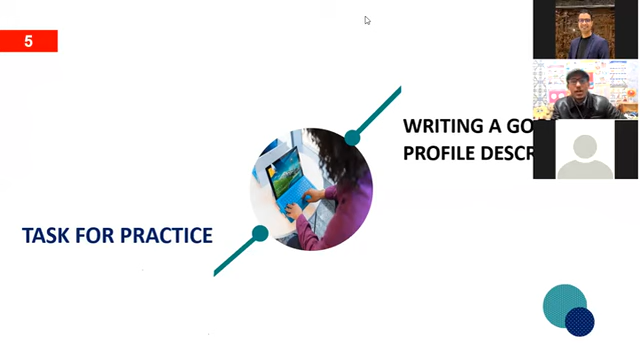 5
WRITING A GO
PROFILE DESCR
TASK FOR PRACTICE